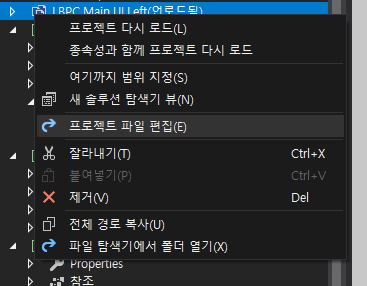 LBPC Main UI Left(언로드됨)
프로젝트 다시 로드(L)
종속성과 함께 프로젝트 다시 로드
여기까지 범위 지정(S)
새 솔루션 탐색기 뷰(N)
프로젝트 파일 편집(E)
잘라내기(T) Ctrl+X
붙여넣기(P) Ctrl+V
제거(V) Del
전체 경로 복사(U)
파일 탐색기에서 폴더 열기(X)
Properties
참조